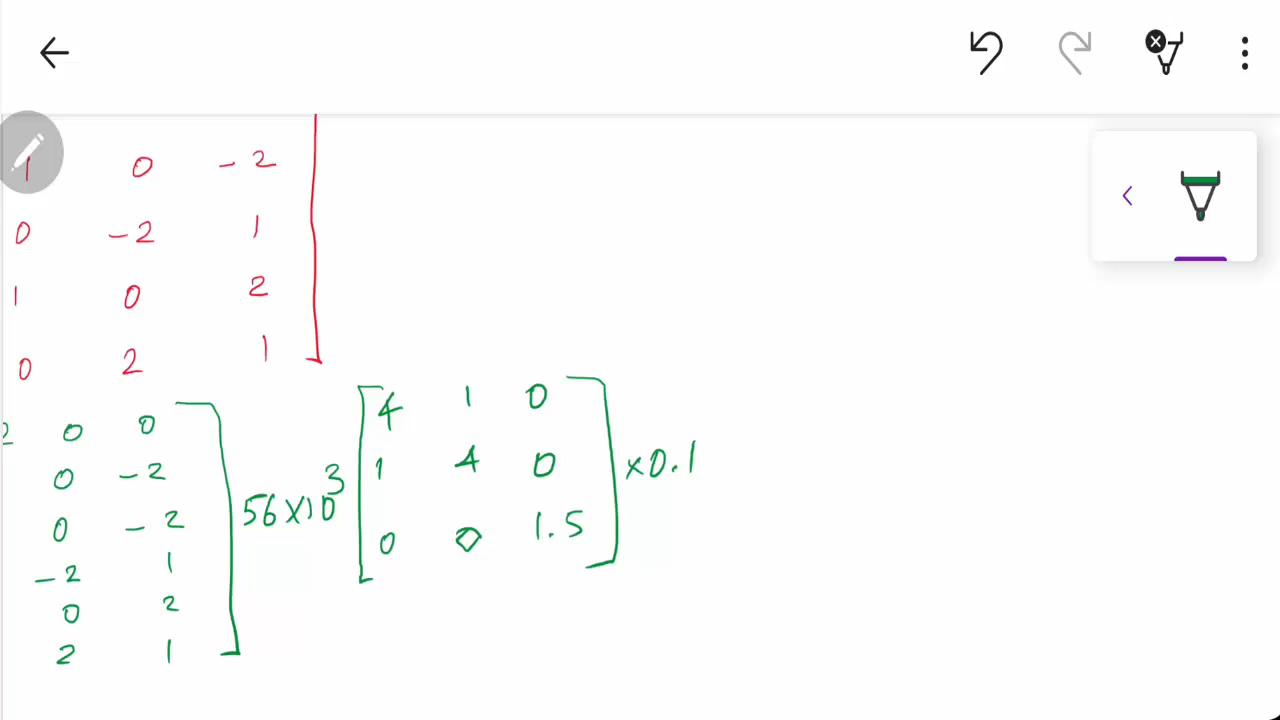 1 0 -2
0 -2 1
1 0 2
0 2 1
2 0 0
0 -2
0 -2
-2 1
0 2
2 1
56×10³
4 1 0
1 4 0
0 0 1.5
×0.1